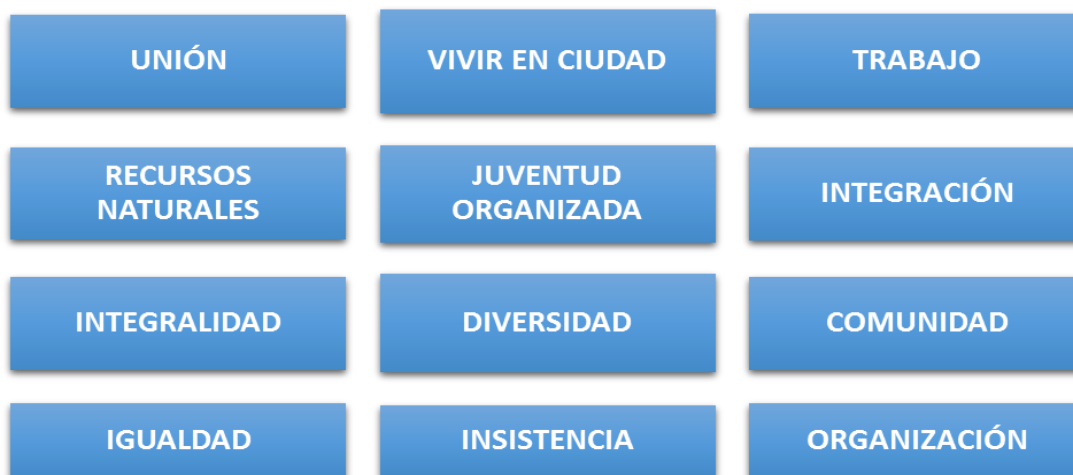 UNIÓN
VIVIR EN CIUDAD
TRABAJO
RECURSOS
NATURALES
JUVENTUD
ORGANIZADA
INTEGRACIÓN
INTEGRALIDAD
DIVERSIDAD
COMUNIDAD
IGUALDAD
INSISTENCIA
ORGANIZACIÓN